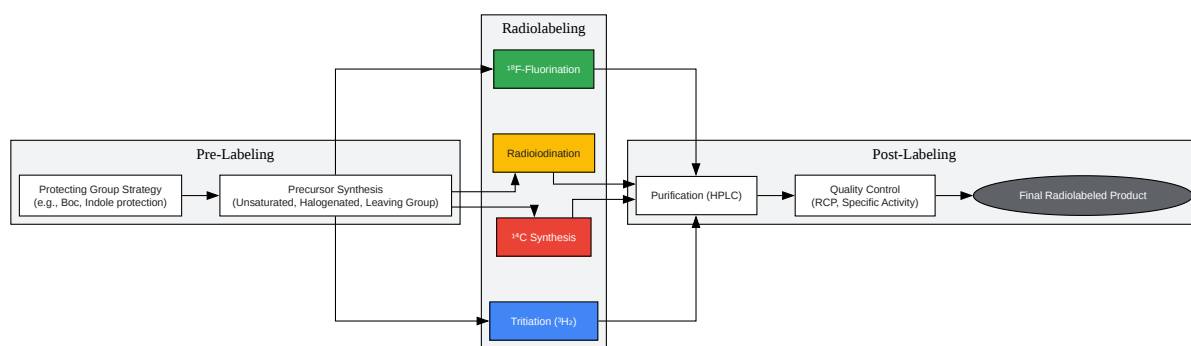 Radiolabeling
¹⁸F-Fluorination
Pre-Labeling
Protecting Group Strategy
(e.g., Boc, Indole protection)
Precursor Synthesis
(Unsaturated, Halogenated, Leaving Group)
Radioiodination
¹⁴C Synthesis
Tritiation (³H₂)
Post-Labeling
Purification (HPLC)
Quality Control
(RCP, Specific Activity)
Final Radiolabeled Product